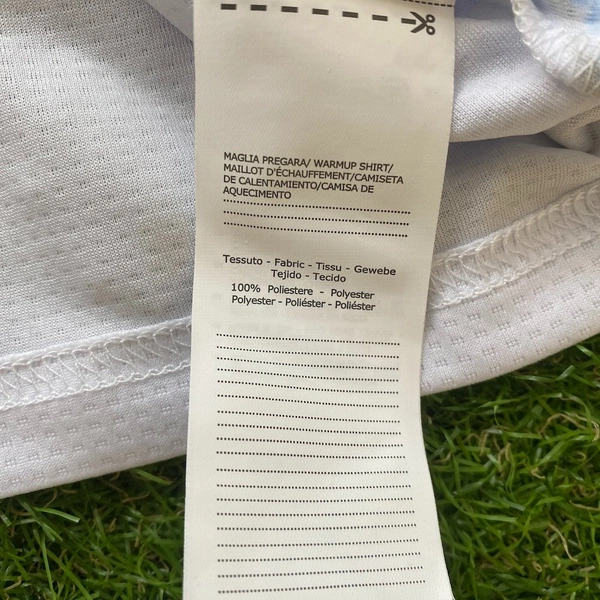 MAGLIA PREGARA/ WARMUP SHIRT/
MAILLOT D'ÉCHAUFFEMENT/CAMISETA
DE CALENTAMIENTO/CAMISA DE
AQUECIMENTO
Tessuto - Fabric - Tissu - Gewebe
Tejido - Tecido
100% Poliestere - Polyester
Polyester - Poliéster - Poliéster